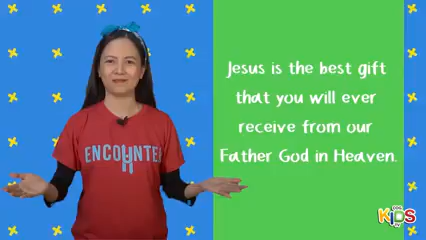 Jesus is the best gift
that you will ever
receive from our
Father God in Heaven.
ENCOUNTER
KIDS